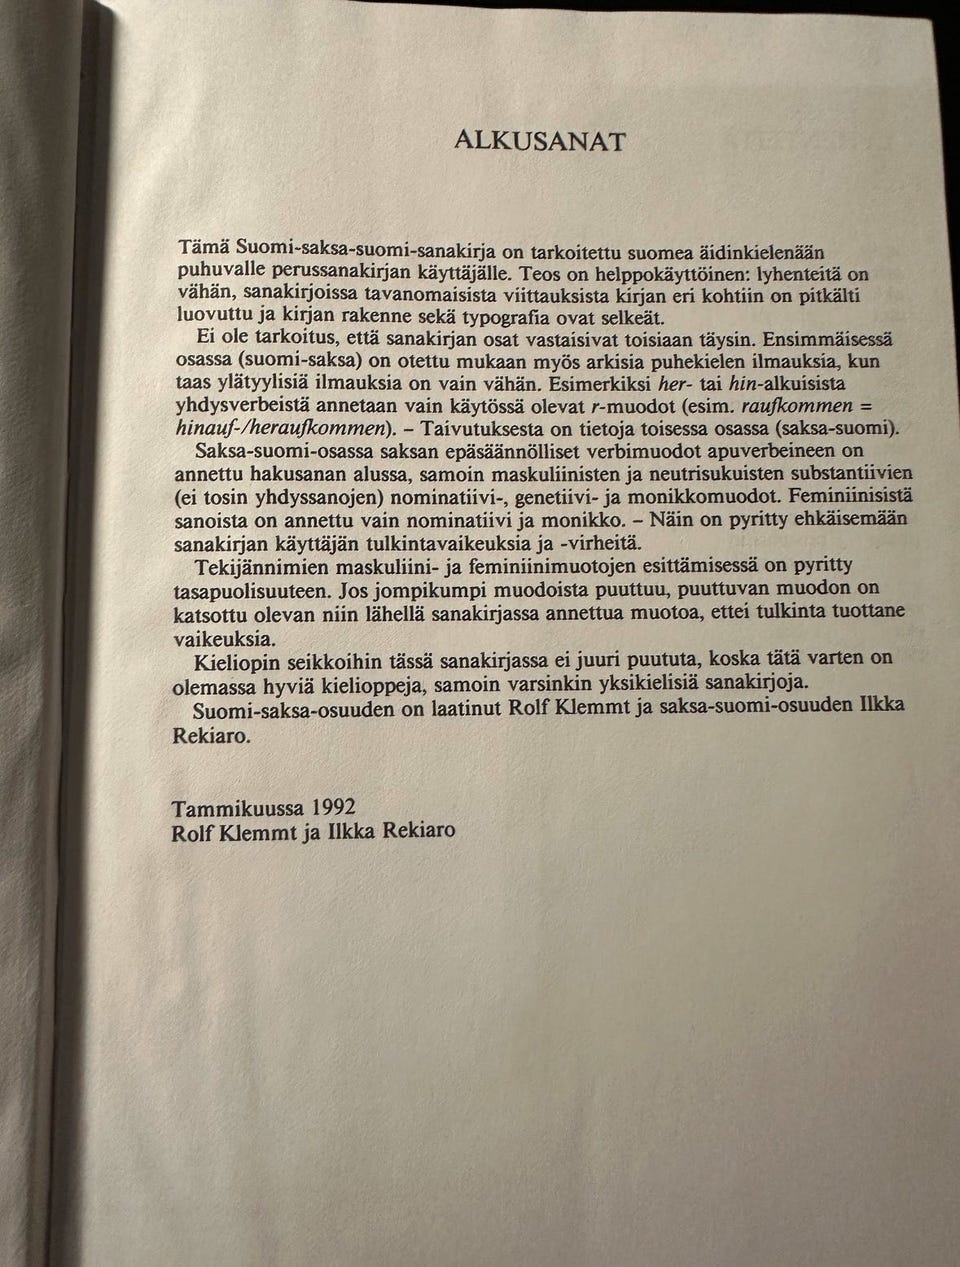 ALKUSANAT
Tämä Suomi-saksa-suomi-sanakirja on tarkoitettu suomea äidinkielenään
puhuvalle perussanakirjan käyttäjälle. Teos on helppokäyttöinen: lyhenteitä on
vähän, sanakirjoissa tavanomaisista viittauksista kirjan eri kohtiin on pitkälti
luovuttu ja kirjan rakenne sekä typografia ovat selkeät.
Ei ole tarkoitus, että sanakirjan osat vastaisivat toisiaan täysin. Ensimmäisessä
osassa (suomi-saksa) on otettu mukaan myös arkisia puhekielen ilmauksia, kun
taas ylätyylisiä ilmauksia on vain vähän. Esimerkiksi her- tai hin-alkuisista
yhdysverbeistä annetaan vain käytössä olevat r-muodot (esim. raufkommen =
hinauf-/heraufkommen). – Taivutuksesta on tietoja toisessa osassa (saksa-suomi).
Saksa-suomi-osassa saksan epäsäännölliset verbimuodot apuverbeineen on
annettu hakusanan alussa, samoin maskuliinisten ja neutrisukuisten substantiivien
(ei tosin yhdyssanojen) nominatiivi-, genetiivi- ja monikkomuodot. Feminiinisistä
sanoista on annettu vain nominatiivi ja monikko. – Näin on pyritty ehkäisemään
sanakirjan käyttäjän tulkintavaikeuksia ja -virheitä.
Tekijännimien maskuliini- ja feminiinimuotojen esittämisessä on pyritty
tasapuolisuuteen. Jos jompikumpi muodoista puuttuu, puuttuvan muodon on
katsottu olevan niin lähellä sanakirjassa annettua muotoa, ettei tulkinta tuottane
vaikeuksia.
Kieliopin seikkoihin tässä sanakirjassa ei juuri puututa, koska tätä varten on
olemassa hyviä kielioppeja, samoin varsinkin yksikielisiä sanakirjoja.
Suomi-saksa-osuuden on laatinut Rolf Klemmt ja saksa-suomi-osuuden Ilkka
Rekiaro.
Tammikuussa 1992
Rolf Klemmt ja Ilkka Rekiaro